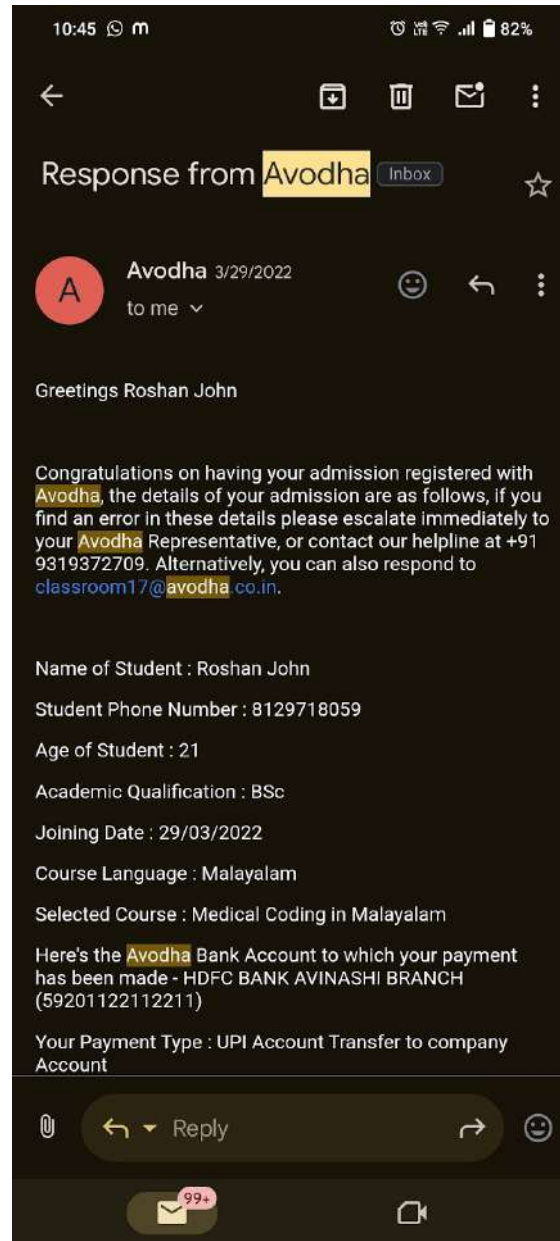 10:45 m 82%
Response from Avodha Inbox
A
Avodha 3/29/2022
to me
Greetings Roshan John
Congratulations on having your admission registered with
Avodha, the details of your admission are as follows, if you
find an error in these details please escalate immediately to
your Avodha Representative, or contact our helpline at +91
9319372709. Alternatively, you can also respond to
classroom17@avodha.co.in.
Name of Student : Roshan John
Student Phone Number : 8129718059
Age of Student : 21
Academic Qualification : BSc
Joining Date : 29/03/2022
Course Language : Malayalam
Selected Course : Medical Coding in Malayalam
Here's the Avodha Bank Account to which your payment
has been made - HDFC BANK AVINASHI BRANCH
(59201122112211)
Your Payment Type : UPI Account Transfer to company
Account
Reply
99+